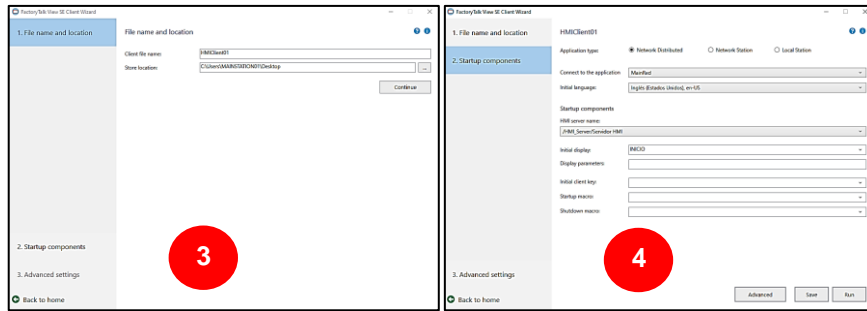 FactoryTalk View SE Client Wizard
1. File name and location
2. Startup components
3. Advanced settings
Back to home
File name and location
Client file name:
HMIClient01
Store location:
C:\Users\MAINSTATION01\Desktop
...
Continue
3
FactoryTalk View SE Client Wizard
1. File name and location
2. Startup components
3. Advanced settings
Back to home
HMIClient01
Application type:
Network Distributed
Network Station
Local Station
Connect to the application
MainRed
Initial language:
Inglés (Estados Unidos), en-US
Startup components
HMI server name:
/HMI_Server/Servidor HMI
Initial display:
INICIO
Display parameters:
Initial client key:
Startup macro:
Shutdown macro:
Advanced
Save
Run
4